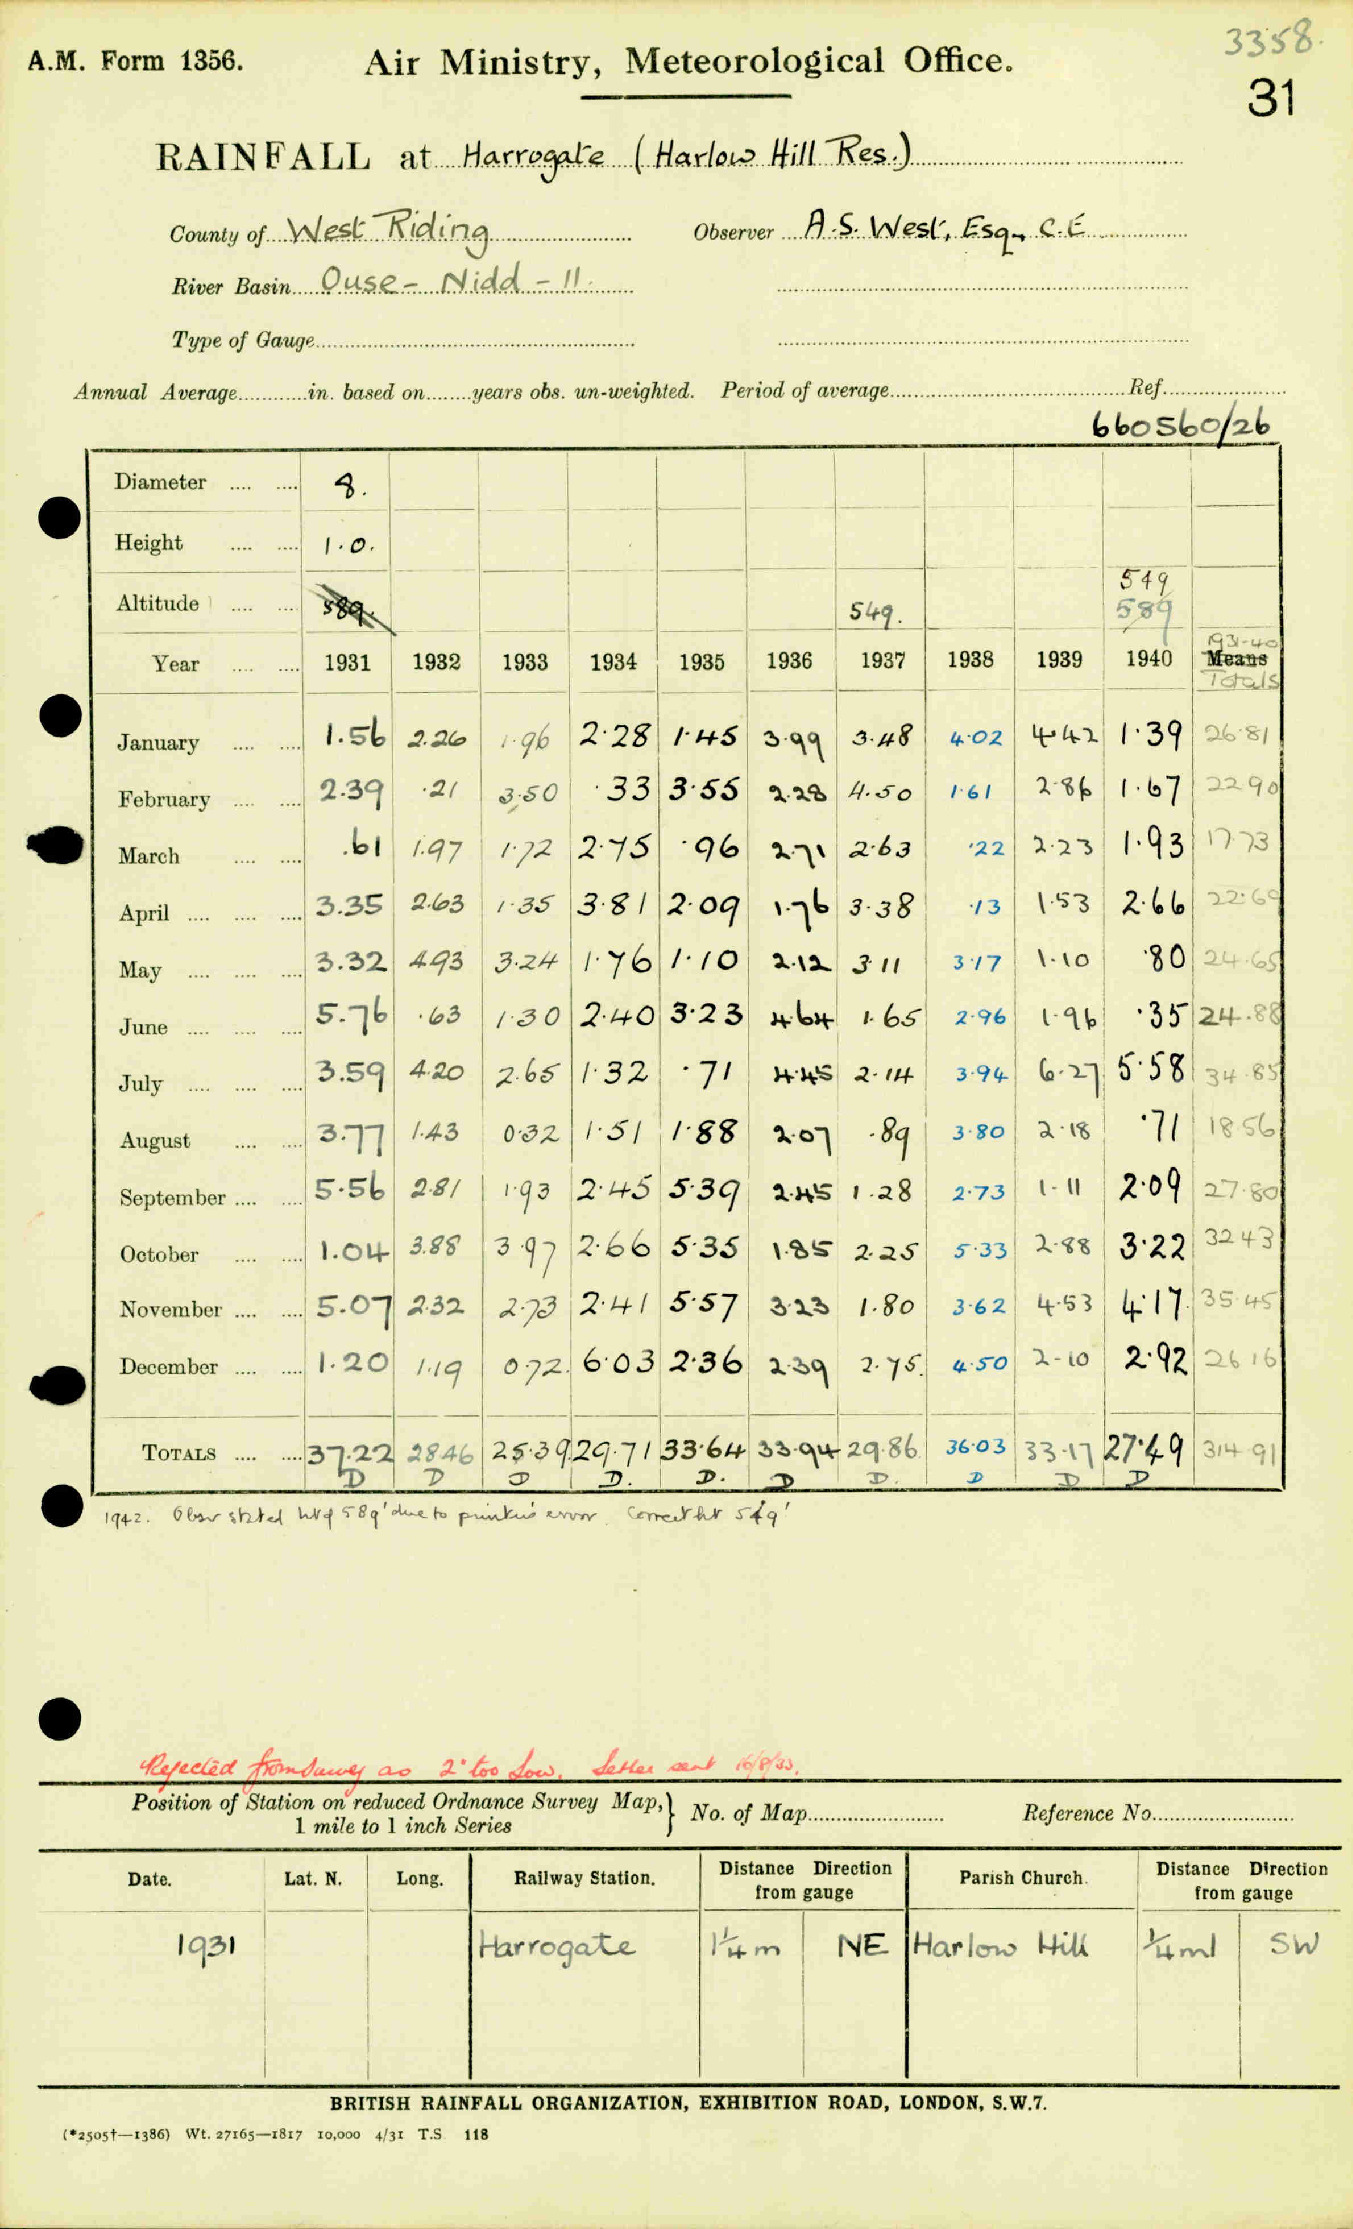 3358.
A.M. Form 1356. Air Ministry, Meteorological Office.
31
RAINFALL at Harrogate (Harlow Hill Res.)
County of West Riding Observer A.S. West, Esq., C.E.
River Basin Ouse - Nidd - 11.
Type of Gauge
Annual Average in. based on years obs. un-weighted. Period of average Ref.
660560/26
Diameter 8.
Height 1.0.
549
Altitude 589. 549. 589
1931-40
Year 1931 1932 1933 1934 1935 1936 1937 1938 1939 1940 Means
Totals
January 1.56 2.26 1.96 2.28 1.45 3.99 3.48 4.02 4.42 1.39 26.81
February 2.39 .21 3.50 .33 3.55 2.28 4.50 1.61 2.86 1.67 22.90
March .61 1.97 1.72 2.75 .96 2.71 2.63 .22 2.23 1.93 17.73
April 3.35 2.63 1.35 3.81 2.09 1.76 3.38 .13 1.53 2.66 22.69
May 3.32 4.93 3.24 1.76 1.10 2.12 3.11 3.17 1.10 .80 24.65
June 5.76 .63 1.30 2.40 3.23 4.64 1.65 2.96 1.96 .35 24.88
July 3.59 4.20 2.65 1.32 .71 4.45 2.14 3.94 6.27 5.58 34.85
August 3.77 1.43 0.32 1.51 1.88 2.07 .89 3.80 2.18 .71 18.56
September 5.56 2.81 1.93 2.45 5.39 2.45 1.28 2.73 1.11 2.09 27.80
October 1.04 3.88 3.97 2.66 5.35 1.85 2.25 5.33 2.88 3.22 32.43
November 5.07 2.32 2.73 2.41 5.57 3.23 1.80 3.62 4.53 4.17 35.45
December 1.20 1.19 0.72 6.03 2.36 2.39 2.75 4.50 2.10 2.92 26.16
TOTALS 37.22 28.46 25.39 29.71 33.64 33.94 29.86 36.03 33.17 27.49 314.91
D D D D. D. D D. D D D
1942. Obsr stated ht of 589' due to printer's error. Correct ht 549'
Rejected from Survey as 2" too low. Letter sent 16/8/33.
Position of Station on reduced Ordnance Survey Map, No. of Map Reference No.
1 mile to 1 inch Series
Date. Lat. N. Long. Railway Station. Distance Direction from gauge Parish Church. Distance Direction from gauge
1931 Harrogate 1¼ m NE Harlow Hill ¼ ml SW
BRITISH RAINFALL ORGANIZATION, EXHIBITION ROAD, LONDON, S.W.7.
(*2505†—1386) Wt. 27165—1817 10,000 4/31 T.S. 118